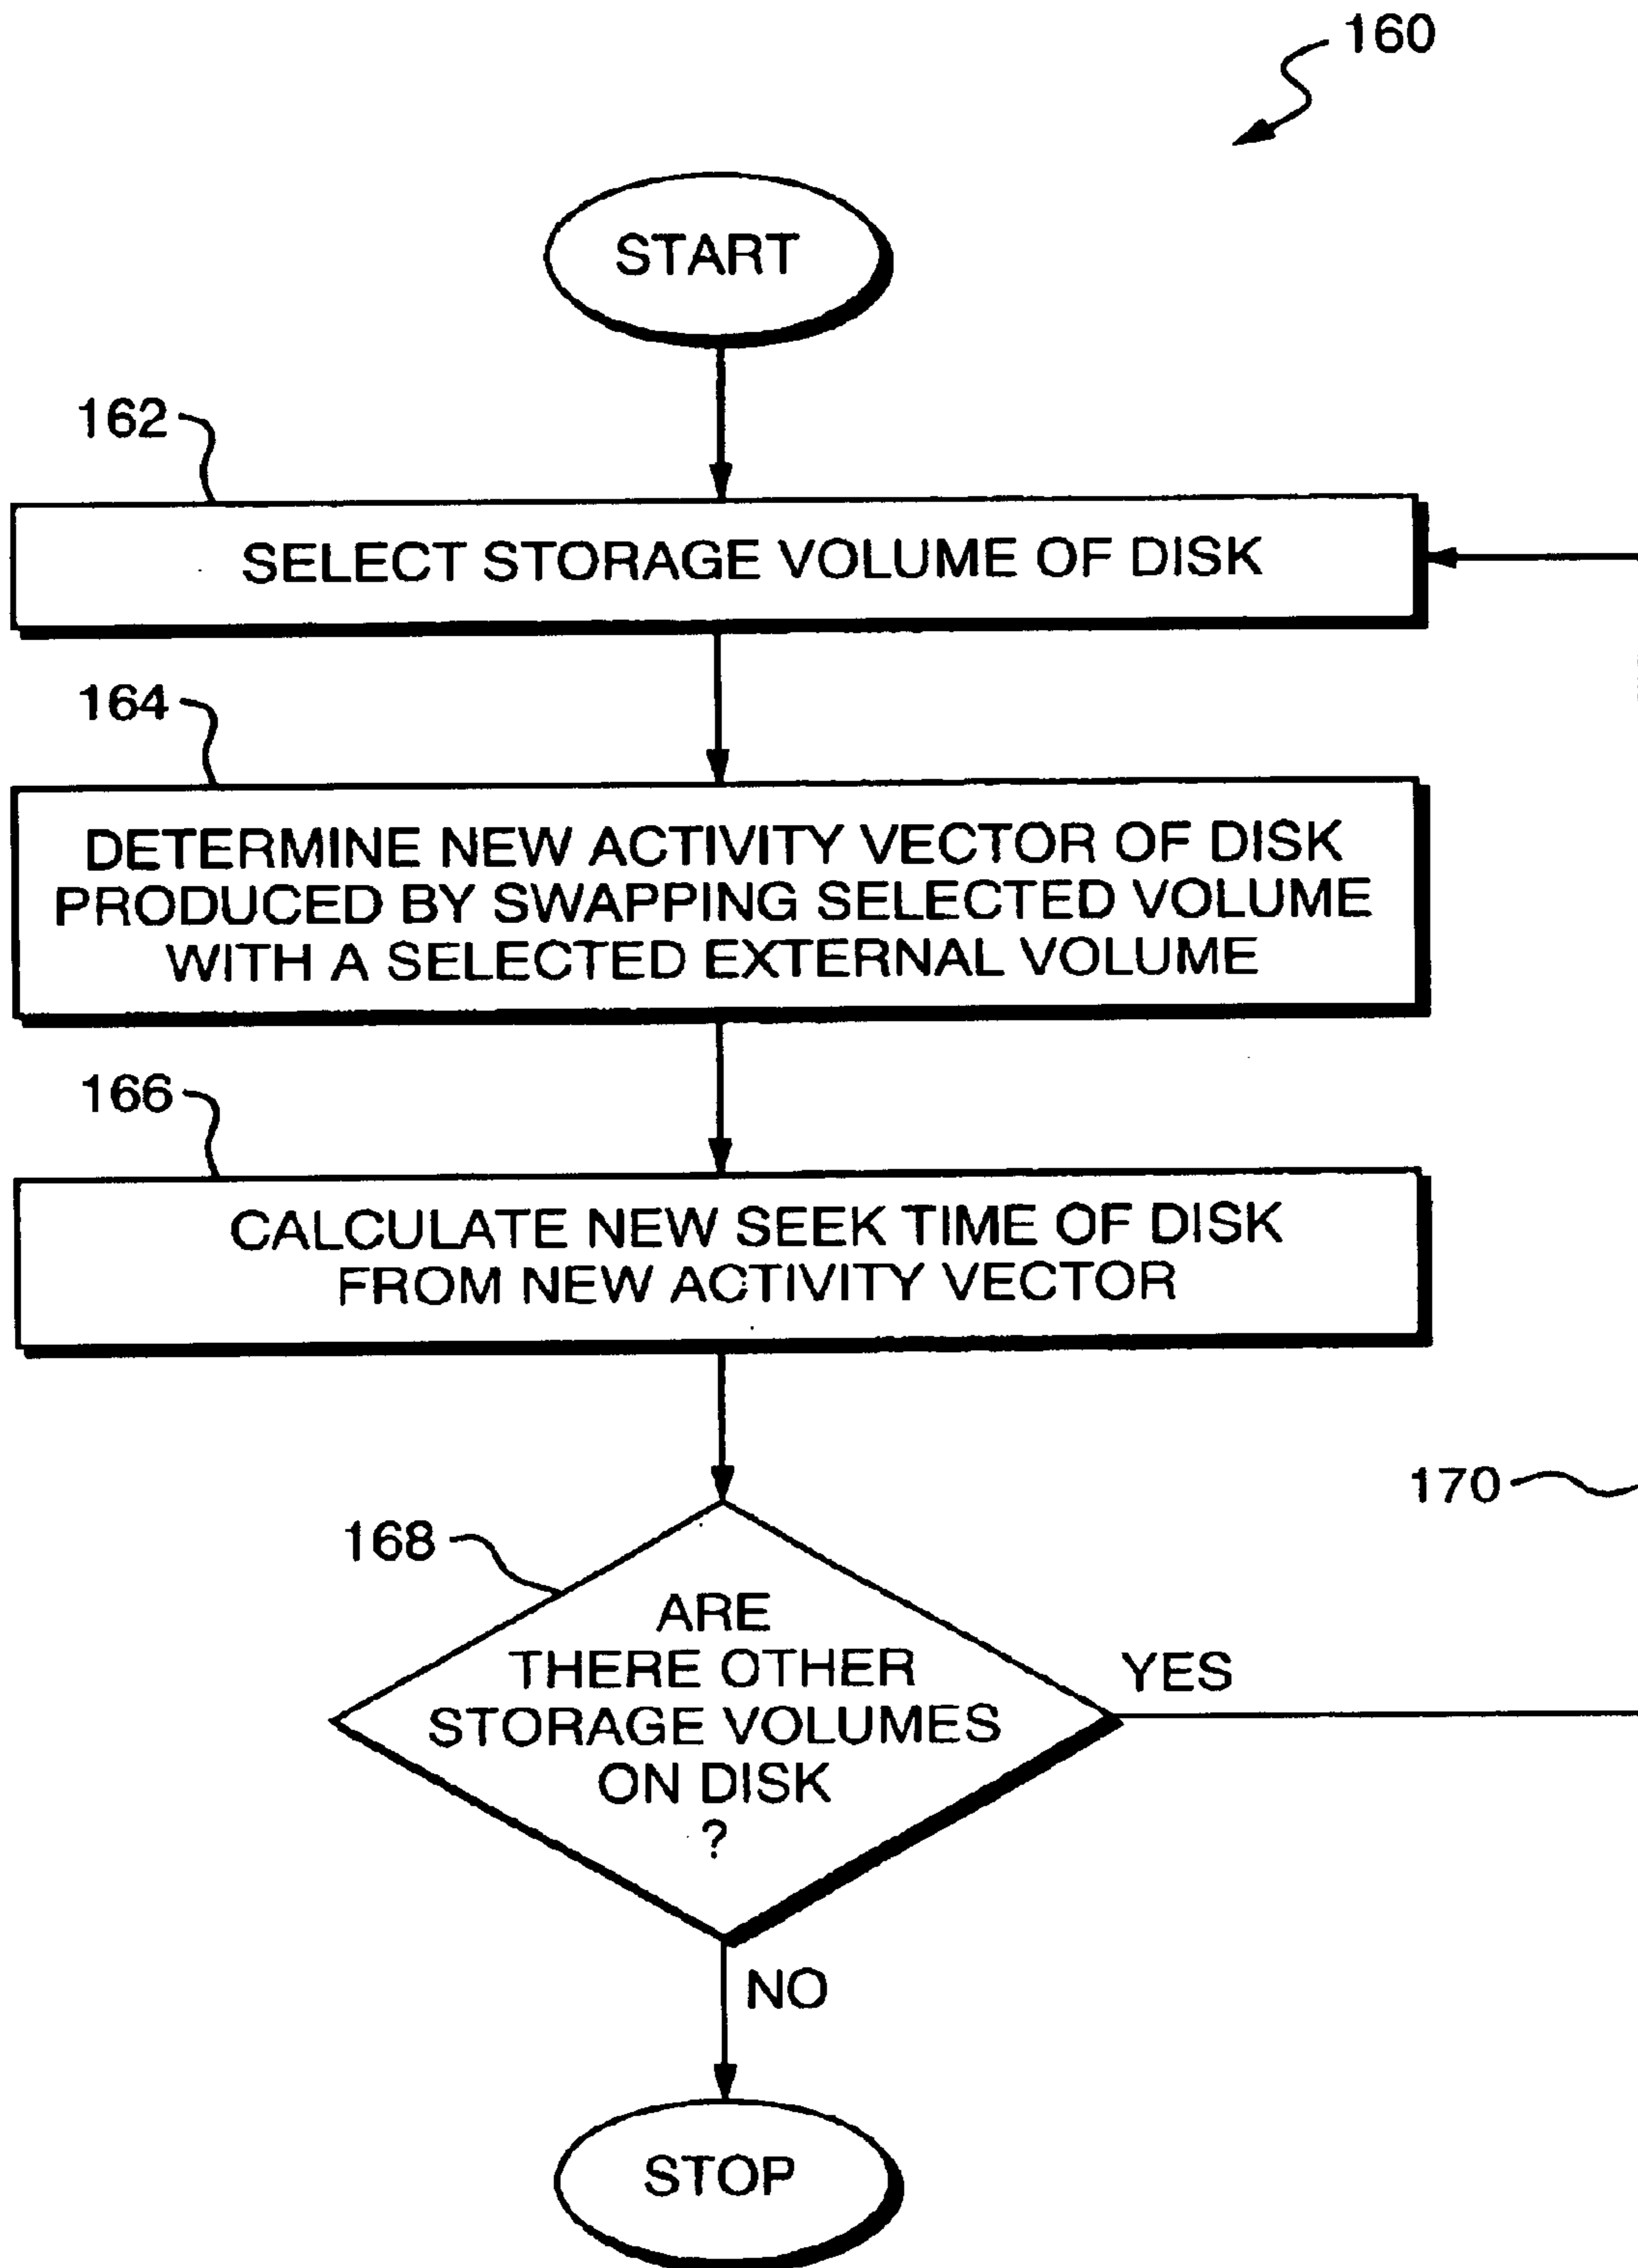 160
START
162
SELECT STORAGE VOLUME OF DISK
164
DETERMINE NEW ACTIVITY VECTOR OF DISK
PRODUCED BY SWAPPING SELECTED VOLUME
WITH A SELECTED EXTERNAL VOLUME
166
CALCULATE NEW SEEK TIME OF DISK
FROM NEW ACTIVITY VECTOR
170
168
ARE
THERE OTHER
STORAGE VOLUMES
ON DISK
?
YES
NO
STOP